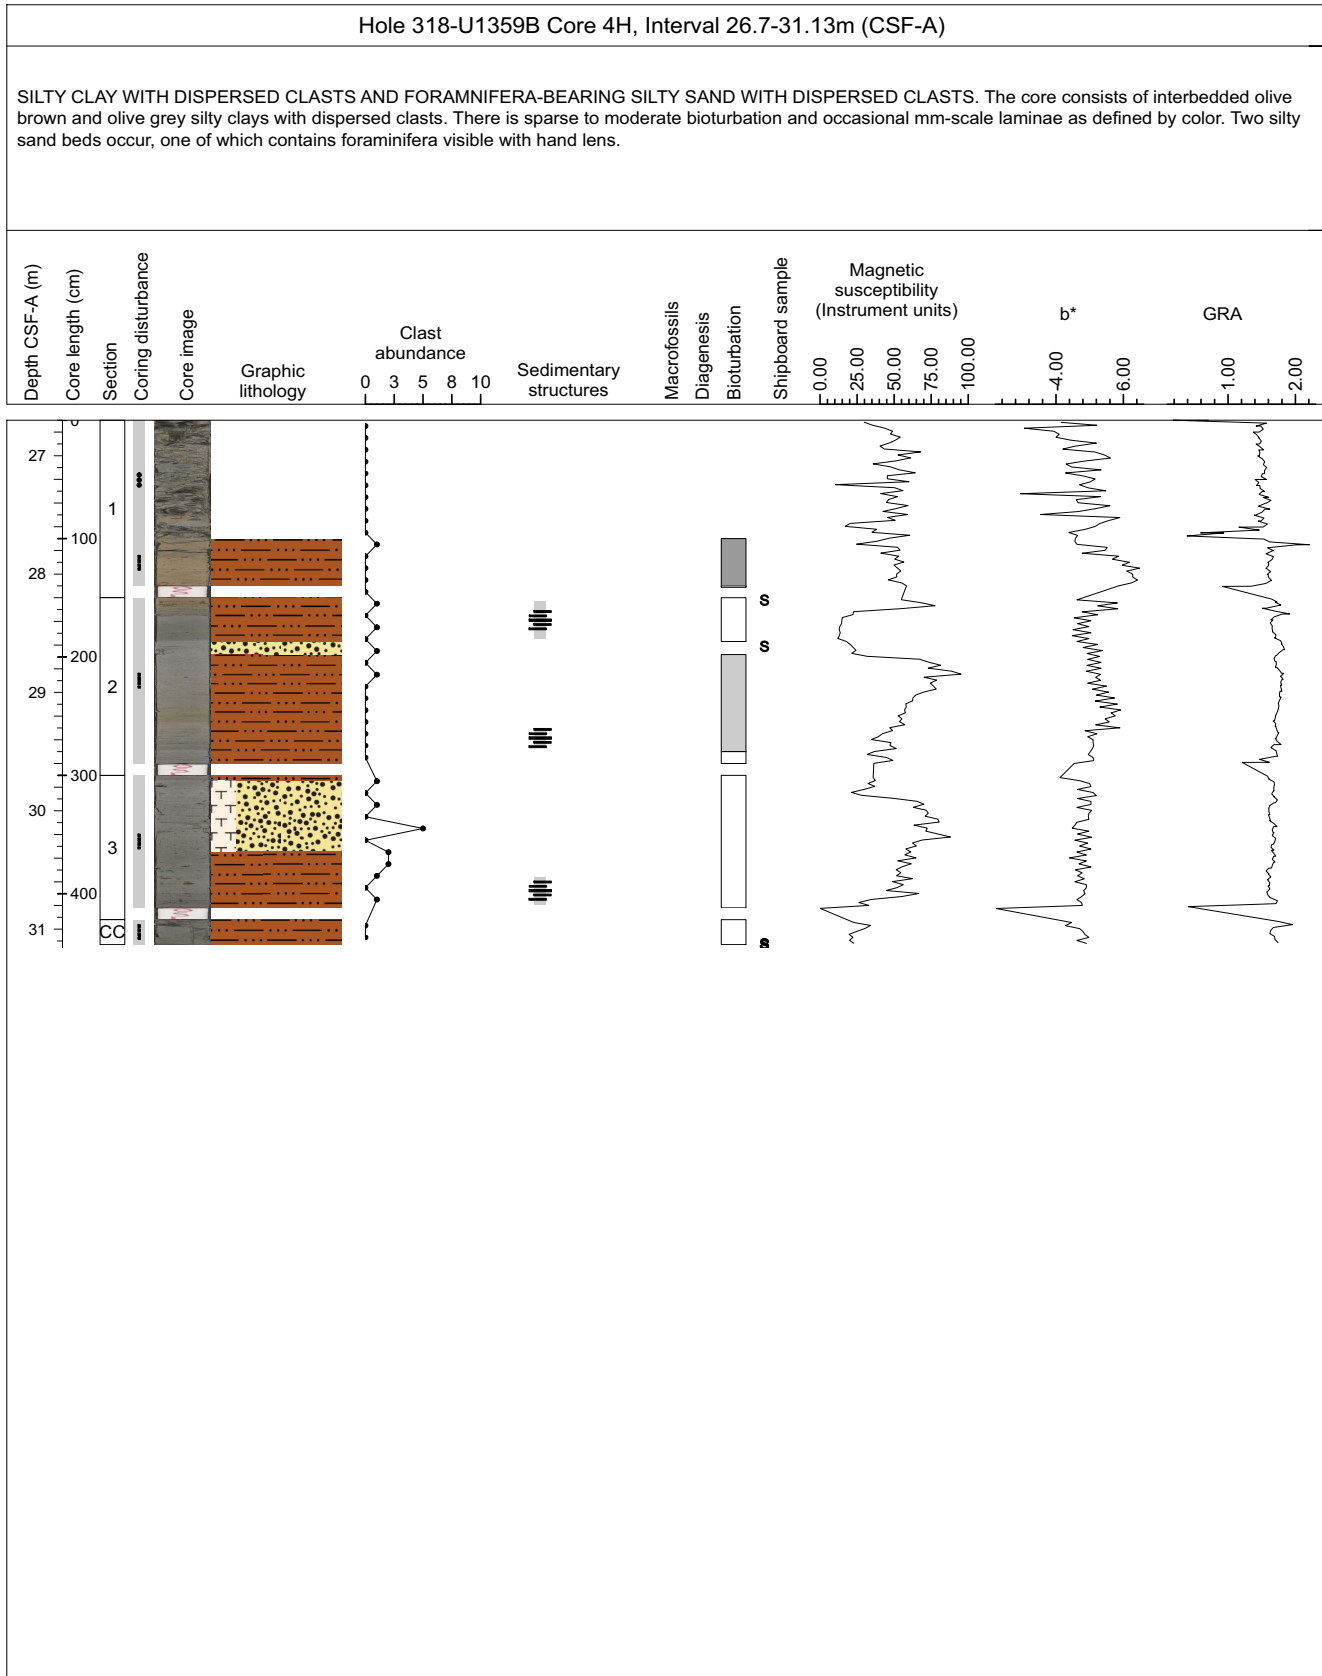 Hole 318-U1359B Core 4H, Interval 26.7-31.13m (CSF-A)
SILTY CLAY WITH DISPERSED CLASTS AND FORAMNIFERA-BEARING SILTY SAND WITH DISPERSED CLASTS. The core consists of interbedded olive
brown and olive grey silty clays with dispersed clasts. There is sparse to moderate bioturbation and occasional mm-scale laminae as defined by color. Two silty
sand beds occur, one of which contains foraminifera visible with hand lens.
Depth CSF-A (m)
Core length (cm)
Section
Coring disturbance
Core image
Graphic
lithology
Clast
abundance
0 3 5 8 10
Sedimentary
structures
Macrofossils
Diagenesis
Bioturbation
Shipboard sample
Magnetic
susceptibility
(Instrument units)
0.00 25.00 50.00 75.00 100.00
b*
-4.00 6.00
GRA
1.00 2.00
0
27
1
100
28
S
S
200
2
29
300
30
3
400
31
CC
S